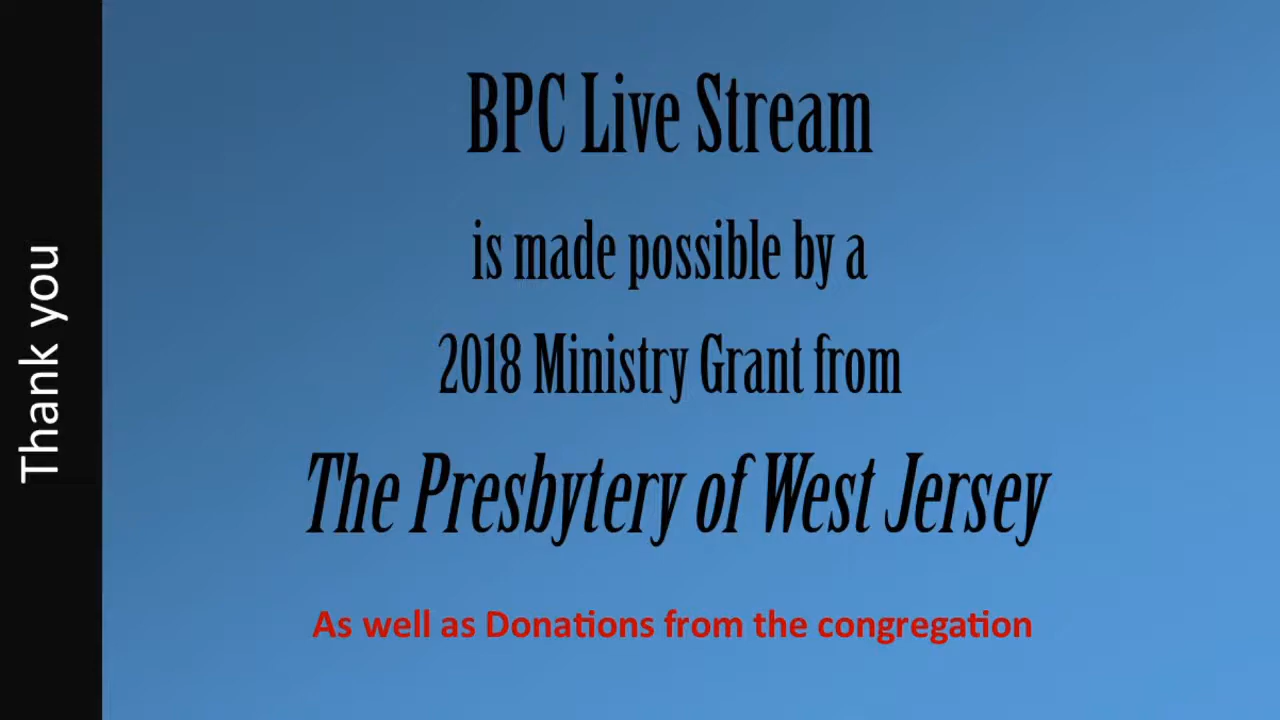 Thank you
BPC Live Stream
is made possible by a
2018 Ministry Grant from
The Presbytery of West Jersey
As well as Donations from the congregation